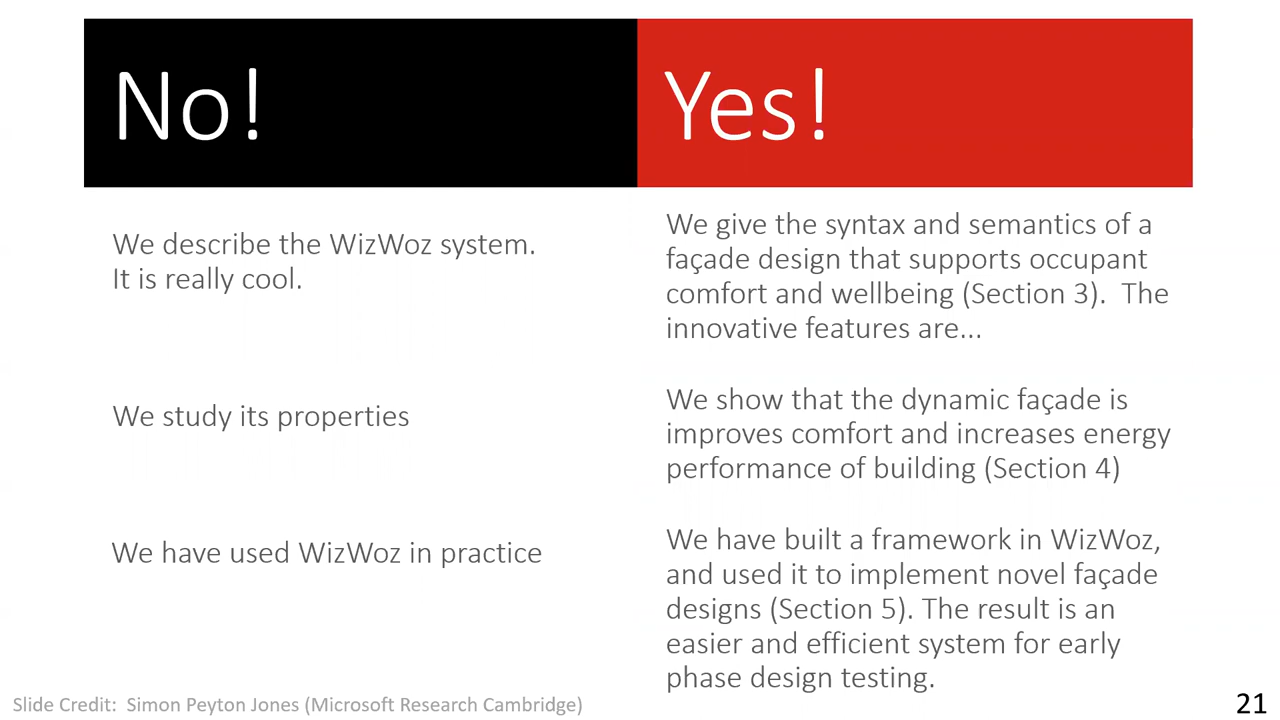 No!
Yes!
We describe the WizWoz system.
It is really cool.
We give the syntax and semantics of a
façade design that supports occupant
comfort and wellbeing (Section 3).  The
innovative features are...
We study its properties
We show that the dynamic façade is
improves comfort and increases energy
performance of building (Section 4)
We have used WizWoz in practice
We have built a framework in WizWoz,
and used it to implement novel façade
designs (Section 5). The result is an
easier and efficient system for early
phase design testing.
Slide Credit:  Simon Peyton Jones (Microsoft Research Cambridge)
21